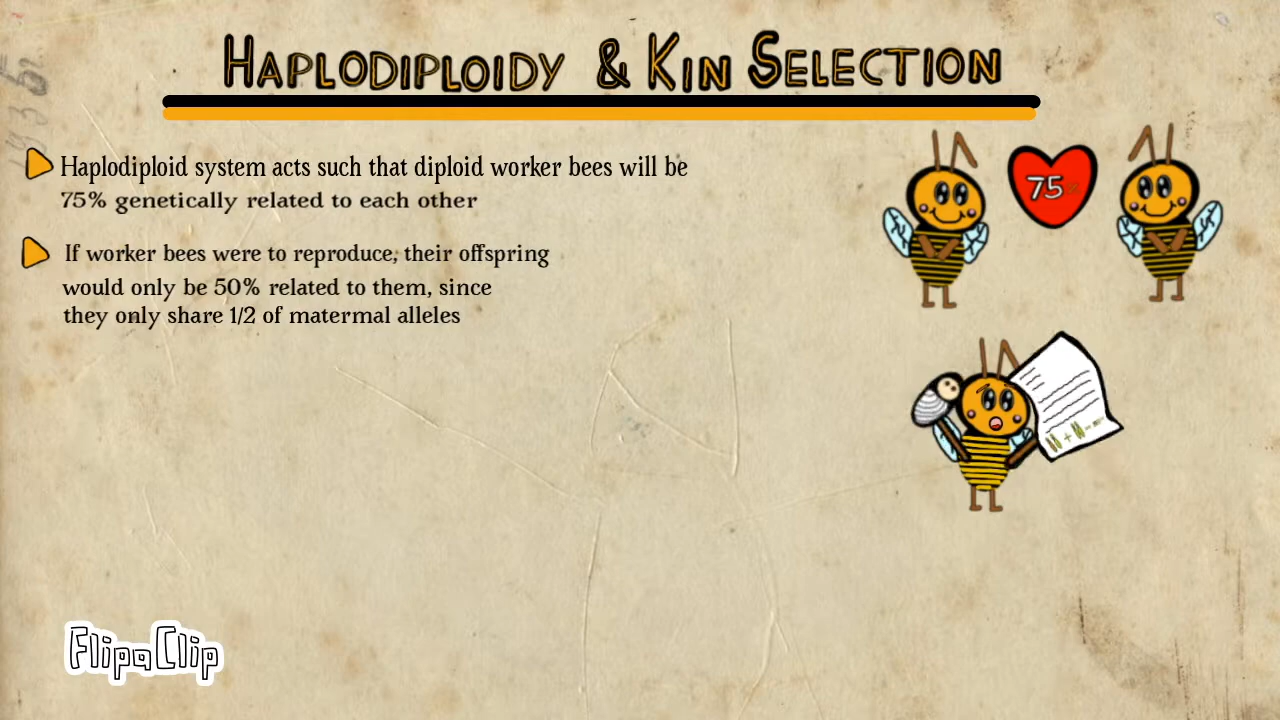 HAPLODIPLOIDY & KIN SELECTION
Haplodiploid system acts such that diploid worker bees will be
75% genetically related to each other
75%
If worker bees were to reproduce, their offspring
would only be 50% related to them, since
they only share 1/2 of matermal alleles
FlipaClip